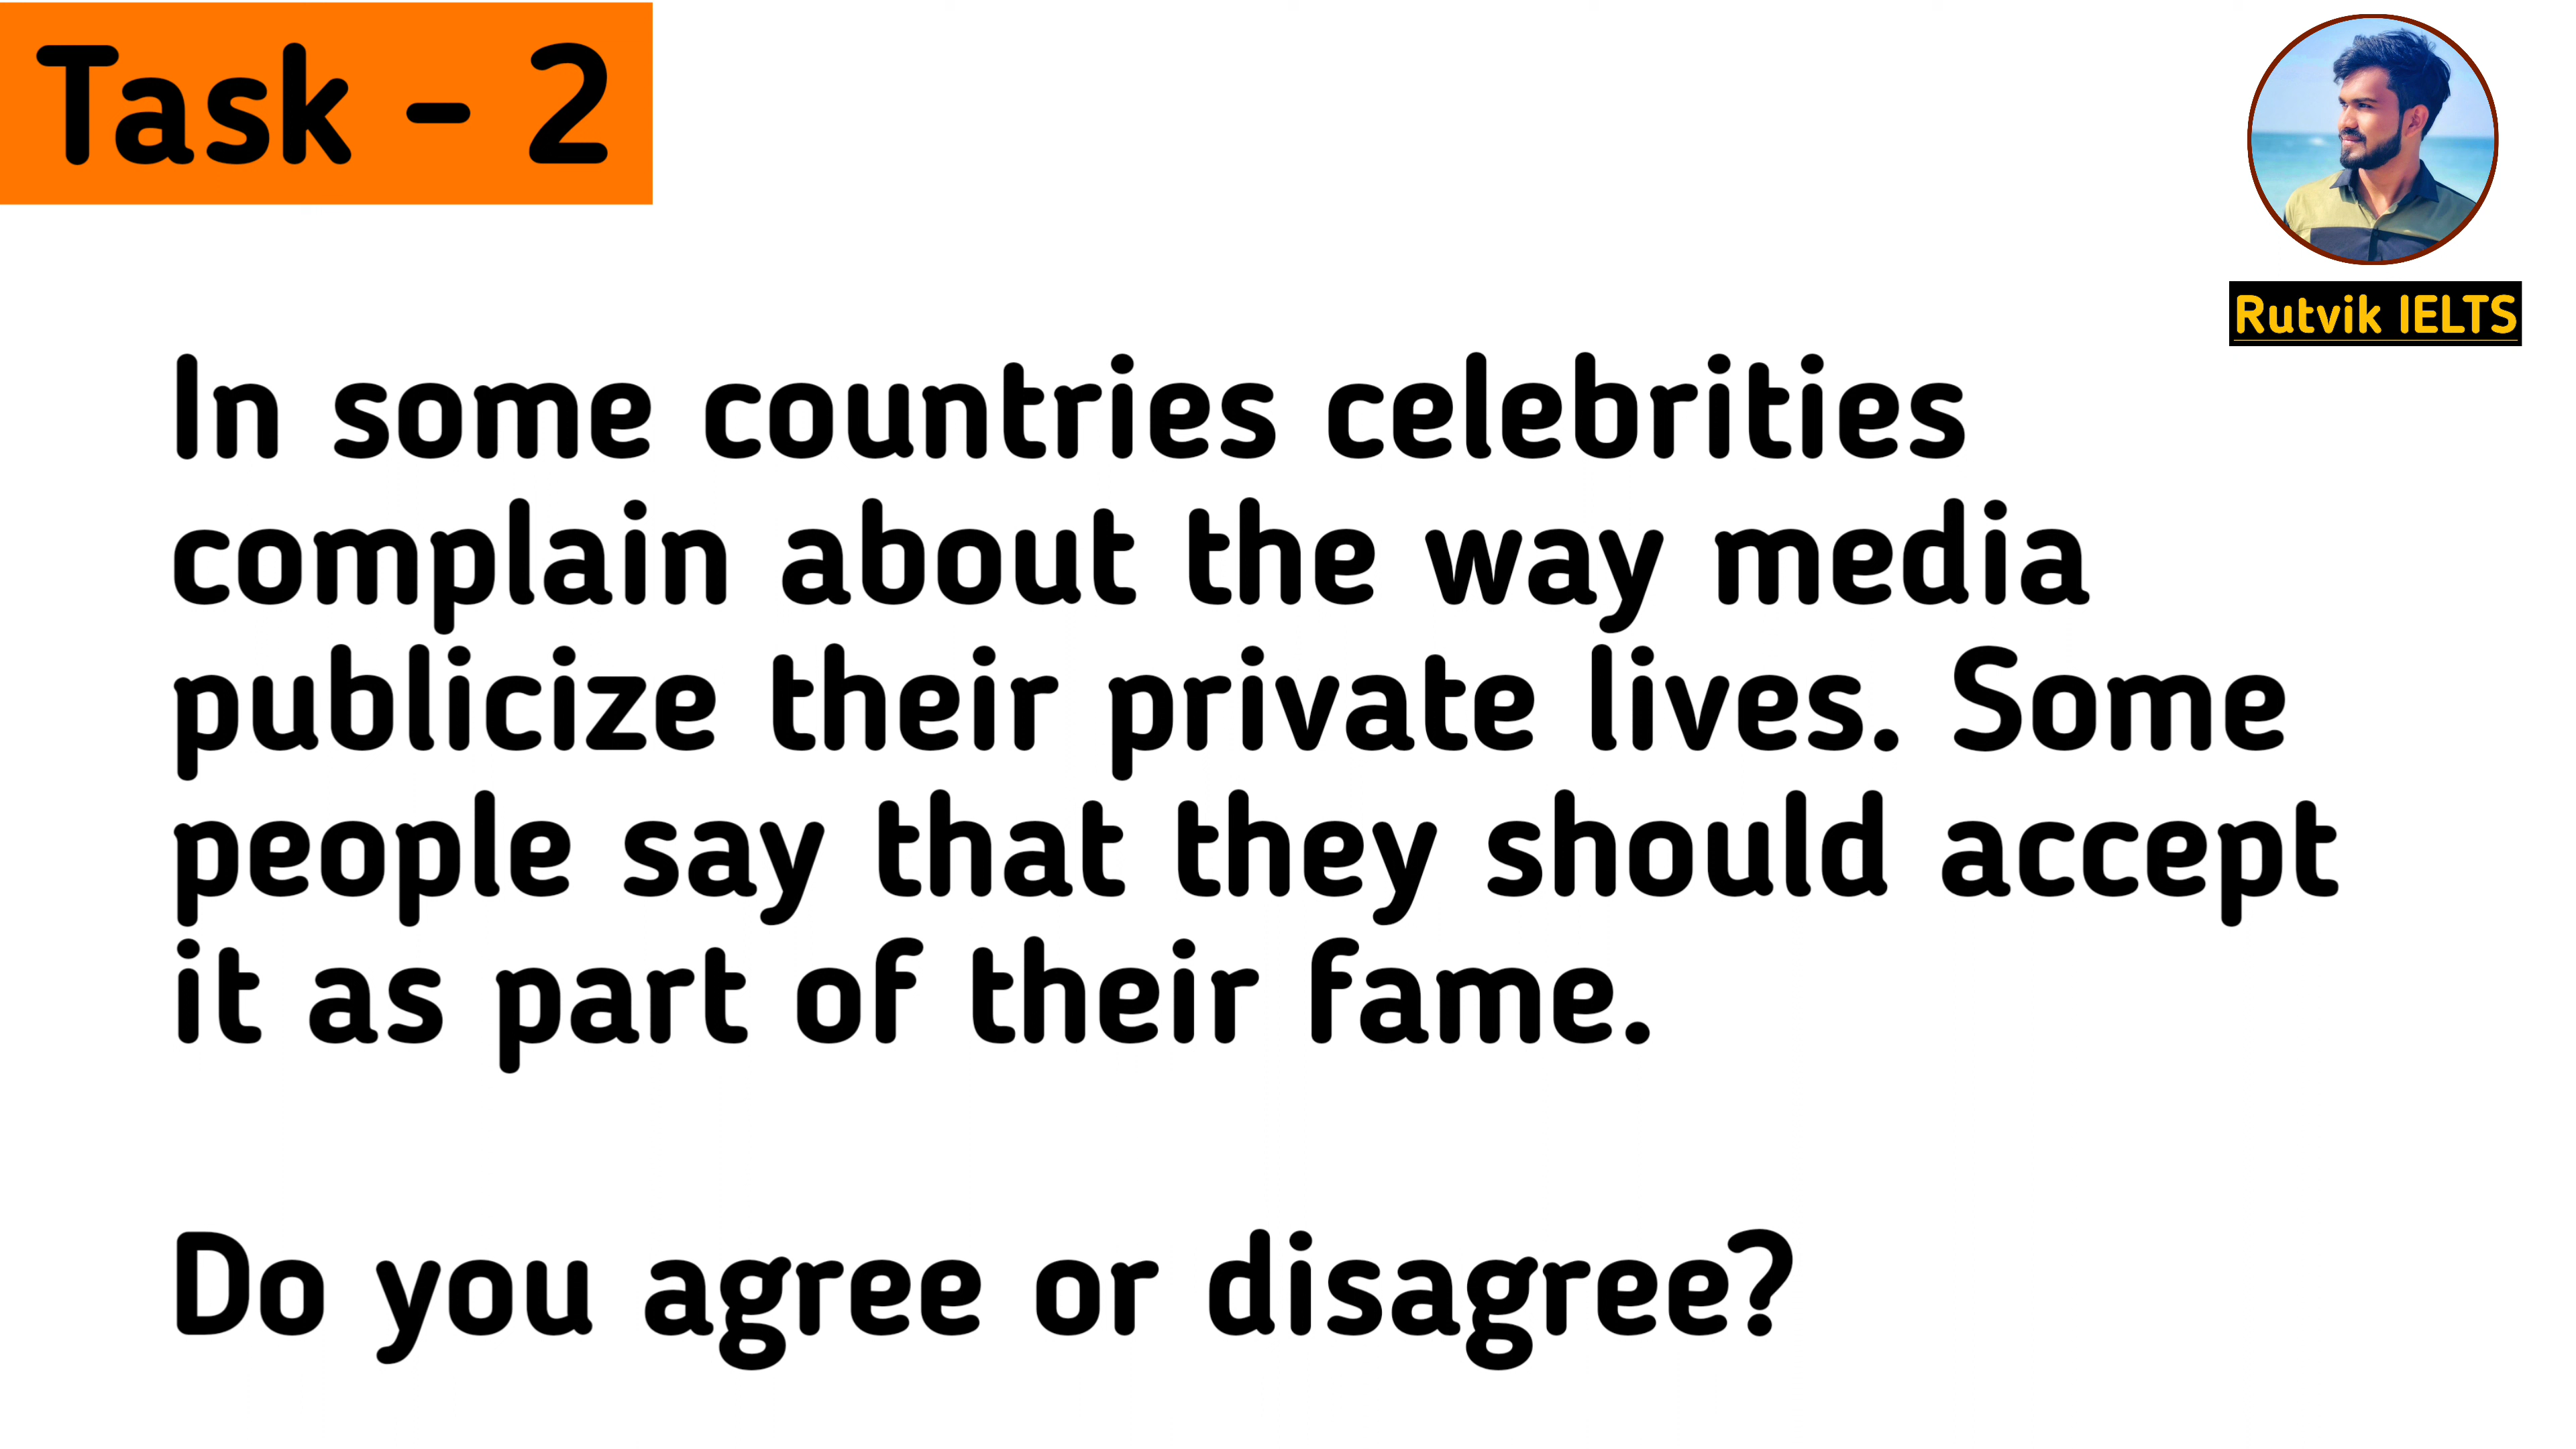 Task - 2
Rutvik IELTS
In some countries celebrities
complain about the way media
publicize their private lives. Some
people say that they should accept
it as part of their fame.
Do you agree or disagree?